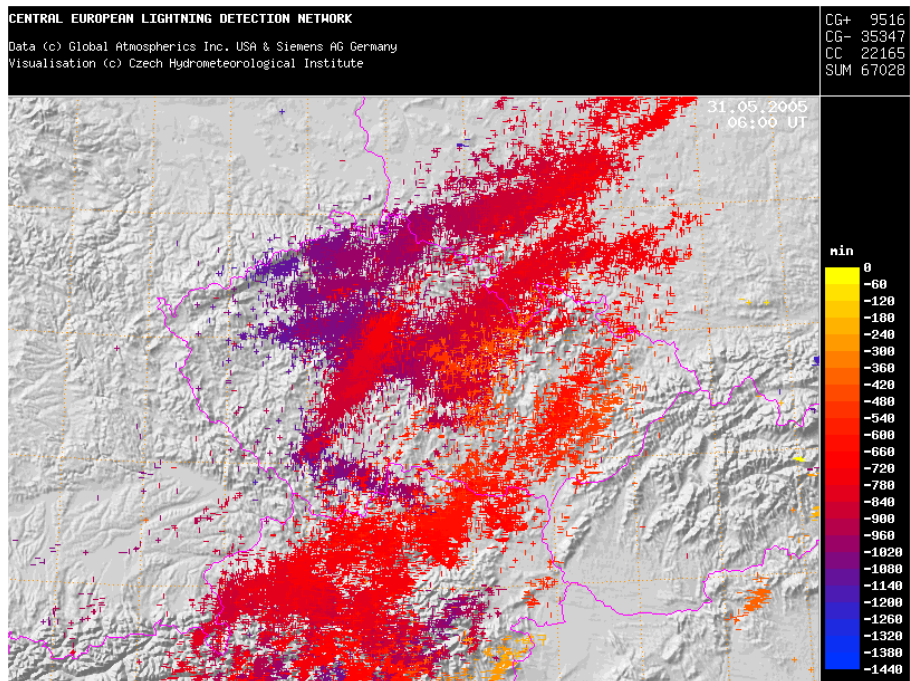 CENTRAL EUROPEAN LIGHTNING DETECTION NETWORK
Data (c) Global Atmospherics Inc. USA & Siemens AG Germany
Visualisation (c) Czech Hydrometeorological Institute
CG+ 9516
CG- 35347
CC 22165
SUM 67028
31.05.2005
06:00 UT
min
0
-60
-120
-180
-240
-300
-360
-420
-480
-540
-600
-660
-720
-780
-840
-900
-960
-1020
-1080
-1140
-1200
-1260
-1320
-1380
-1440